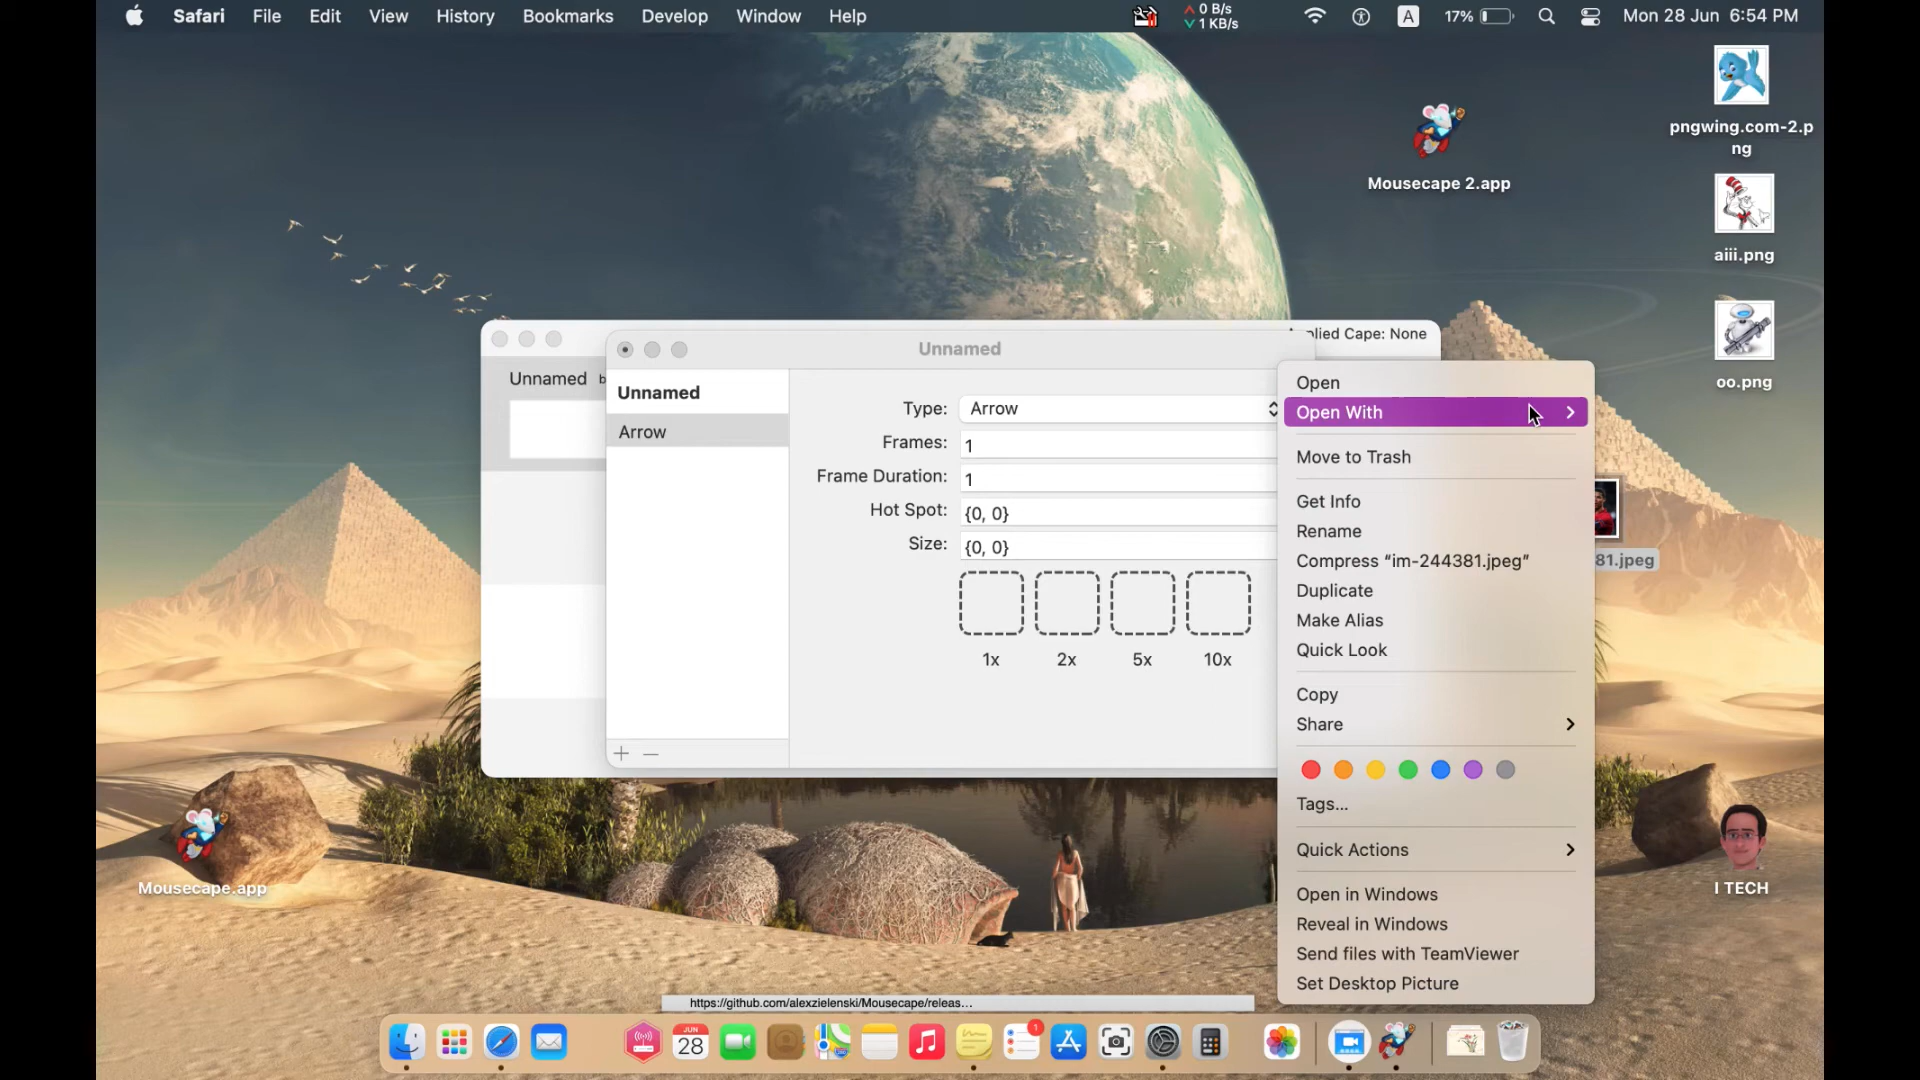 Safari File Edit View History Bookmarks Develop Window Help
0 B/s
1 KB/s
A
17%
Mon 28 Jun 6:54 PM
pngwing.com-2.p
ng
Mousecape 2.app
aiii.png
oo.png
81.jpeg
I TECH
Mousecape.app
plied Cape: None
Unnamed
Unnamed b
Unnamed
Arrow
Type: Arrow
Frames: 1
Frame Duration: 1
Hot Spot: {0, 0}
Size: {0, 0}
1x 2x 5x 10x
Open
Open With
Move to Trash
Get Info
Rename
Compress “im-244381.jpeg”
Duplicate
Make Alias
Quick Look
Copy
Share
Tags...
Quick Actions
Open in Windows
Reveal in Windows
Send files with TeamViewer
Set Desktop Picture
https://github.com/alexzielenski/Mousecape/releas...
JUN
28
1